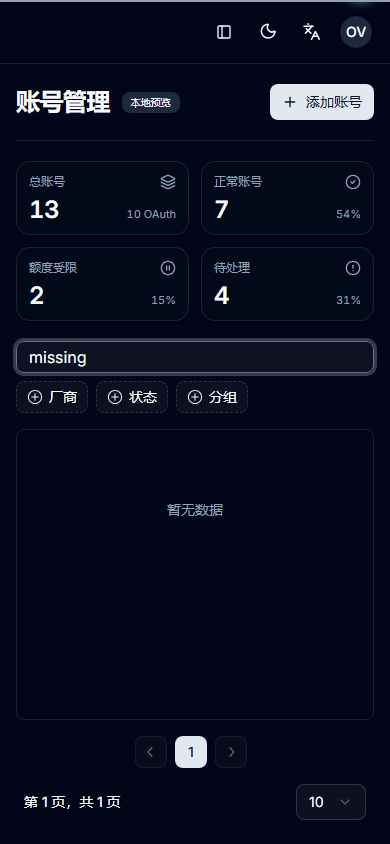 OV
账号管理 本地预览 添加账号
总账号 正常账号
13 10 OAuth 7 54%
额度受限 待处理
2 15% 4 31%
missing
厂商 状态 分组
暂无数据
1
第 1 页，共 1 页 10